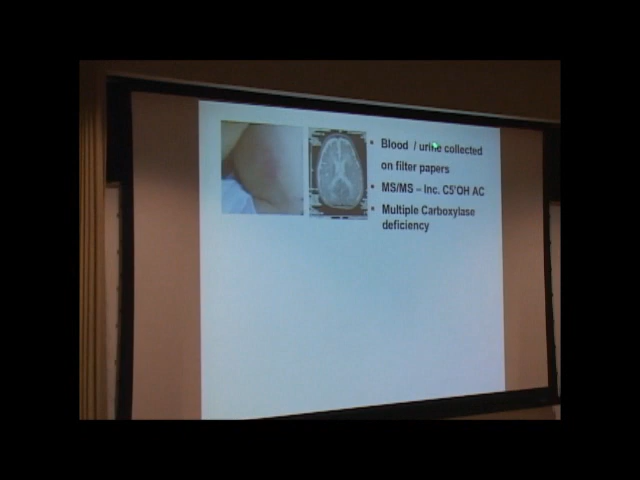 • Blood / urine collected
on filter papers
• MS/MS – Inc. C5'OH AC
• Multiple Carboxylase
deficiency